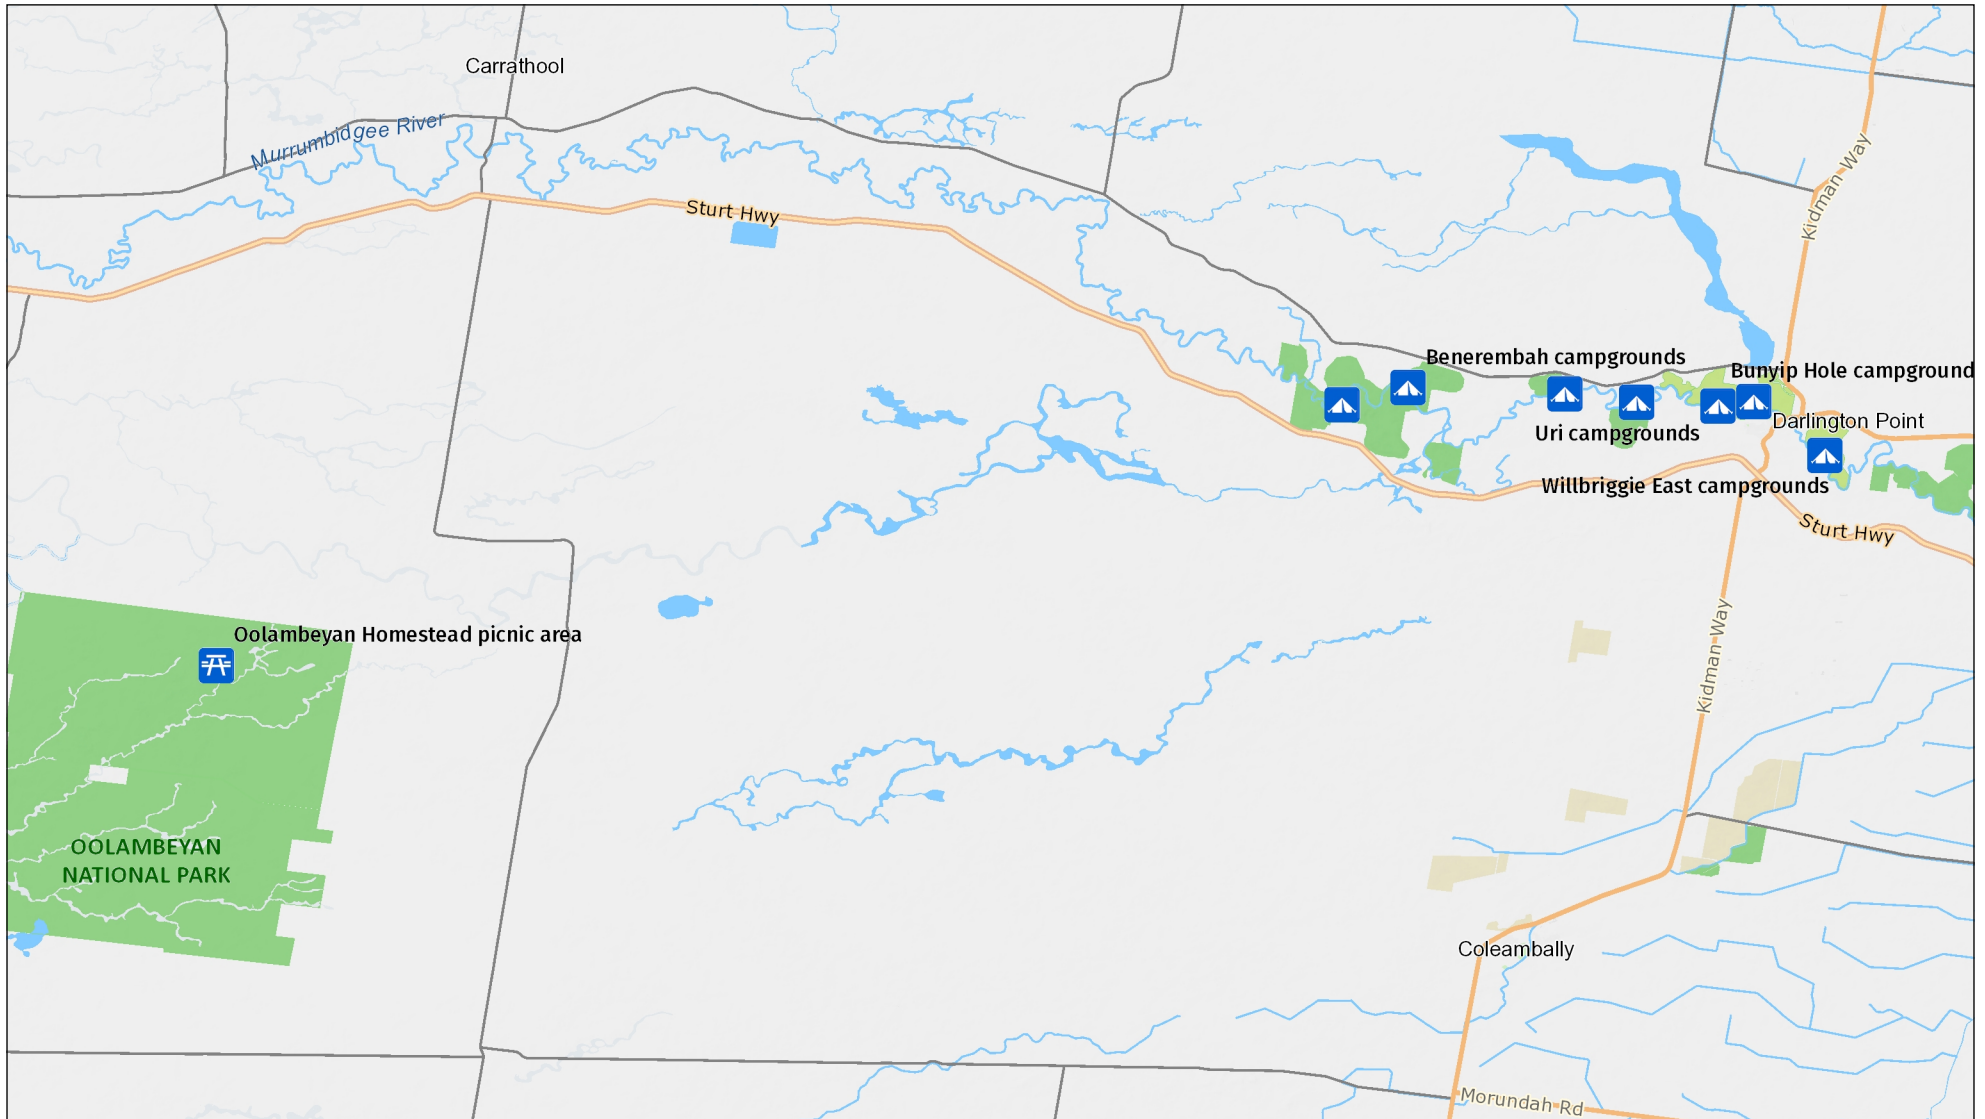 Carrathool
Murrumbidgee River
Kidman Way
Sturt Hwy
Benerembah campgrounds
Bunyip Hole campground
Darlington Point
Uri campgrounds
Willbriggie East campgrounds
Sturt Hwy
Oolambeyan Homestead picnic area
Kidman Way
OOLAMBEYAN
NATIONAL PARK
Coleambally
Morundah Rd